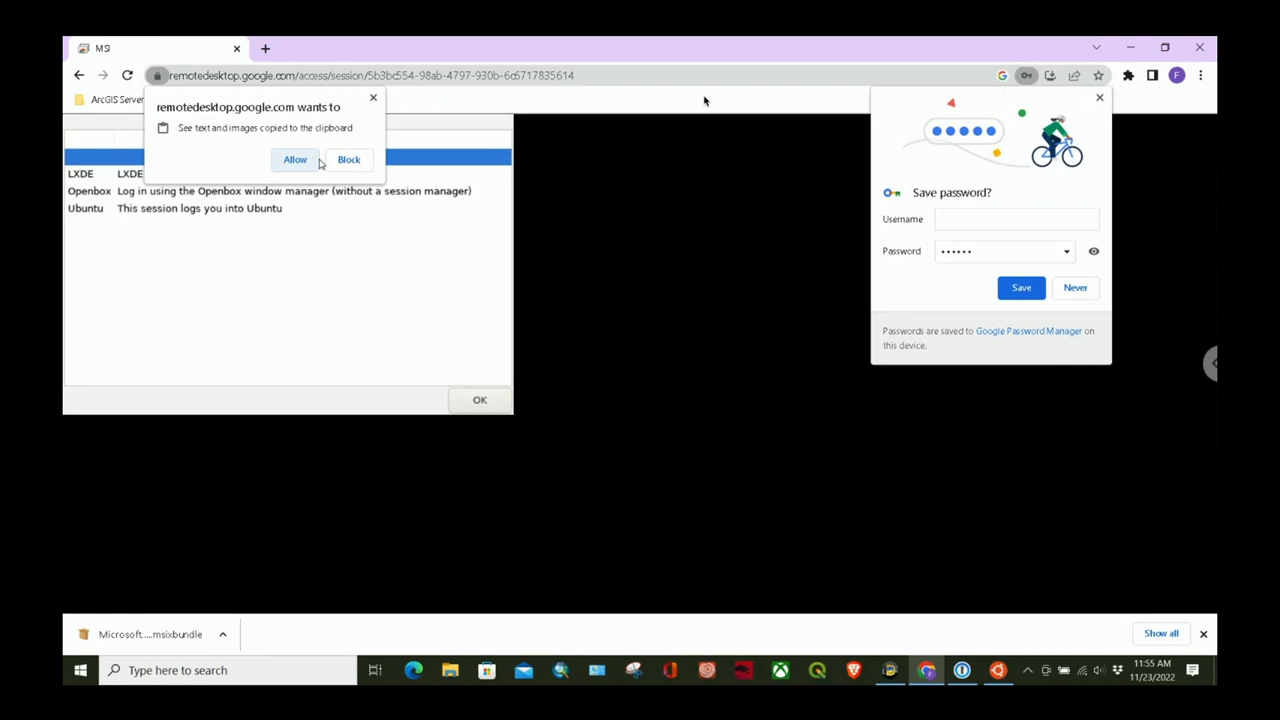 MSI
remotedesktop.google.com/access/session/5b3bc554-98ab-4797-930b-6c6717835614
ArcGIS Server
remotedesktop.google.com wants to
See text and images copied to the clipboard
Allow
Block
LXDE LXDE
Openbox Log in using the Openbox window manager (without a session manager)
Ubuntu This session logs you into Ubuntu
OK
Save password?
Username
Password ••••••
Save
Never
Passwords are saved to Google Password Manager on
this device.
F
Microsoft....msixbundle
Show all
Type here to search
11:55 AM
11/23/2022